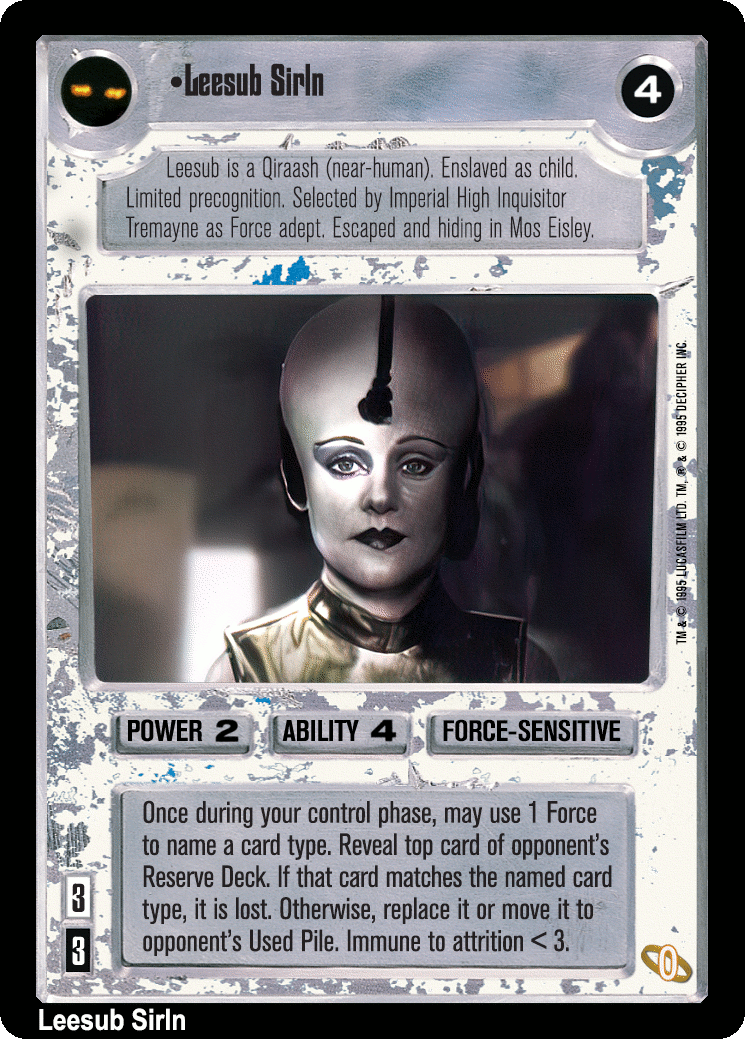 •Leesub Sirln
4
Leesub is a Qiraash (near-human). Enslaved as child.
Limited precognition. Selected by Imperial High Inquisitor
Tremayne as Force adept. Escaped and hiding in Mos Eisley.
TM & © 1995 LUCASFILM LTD. TM, ® & © 1995 DECIPHER INC.
POWER 2
ABILITY 4
FORCE-SENSITIVE
Once during your control phase, may use 1 Force
to name a card type. Reveal top card of opponent's
Reserve Deck. If that card matches the named card
type, it is lost. Otherwise, replace it or move it to
opponent's Used Pile. Immune to attrition < 3.
3
3
0
Leesub Sirln